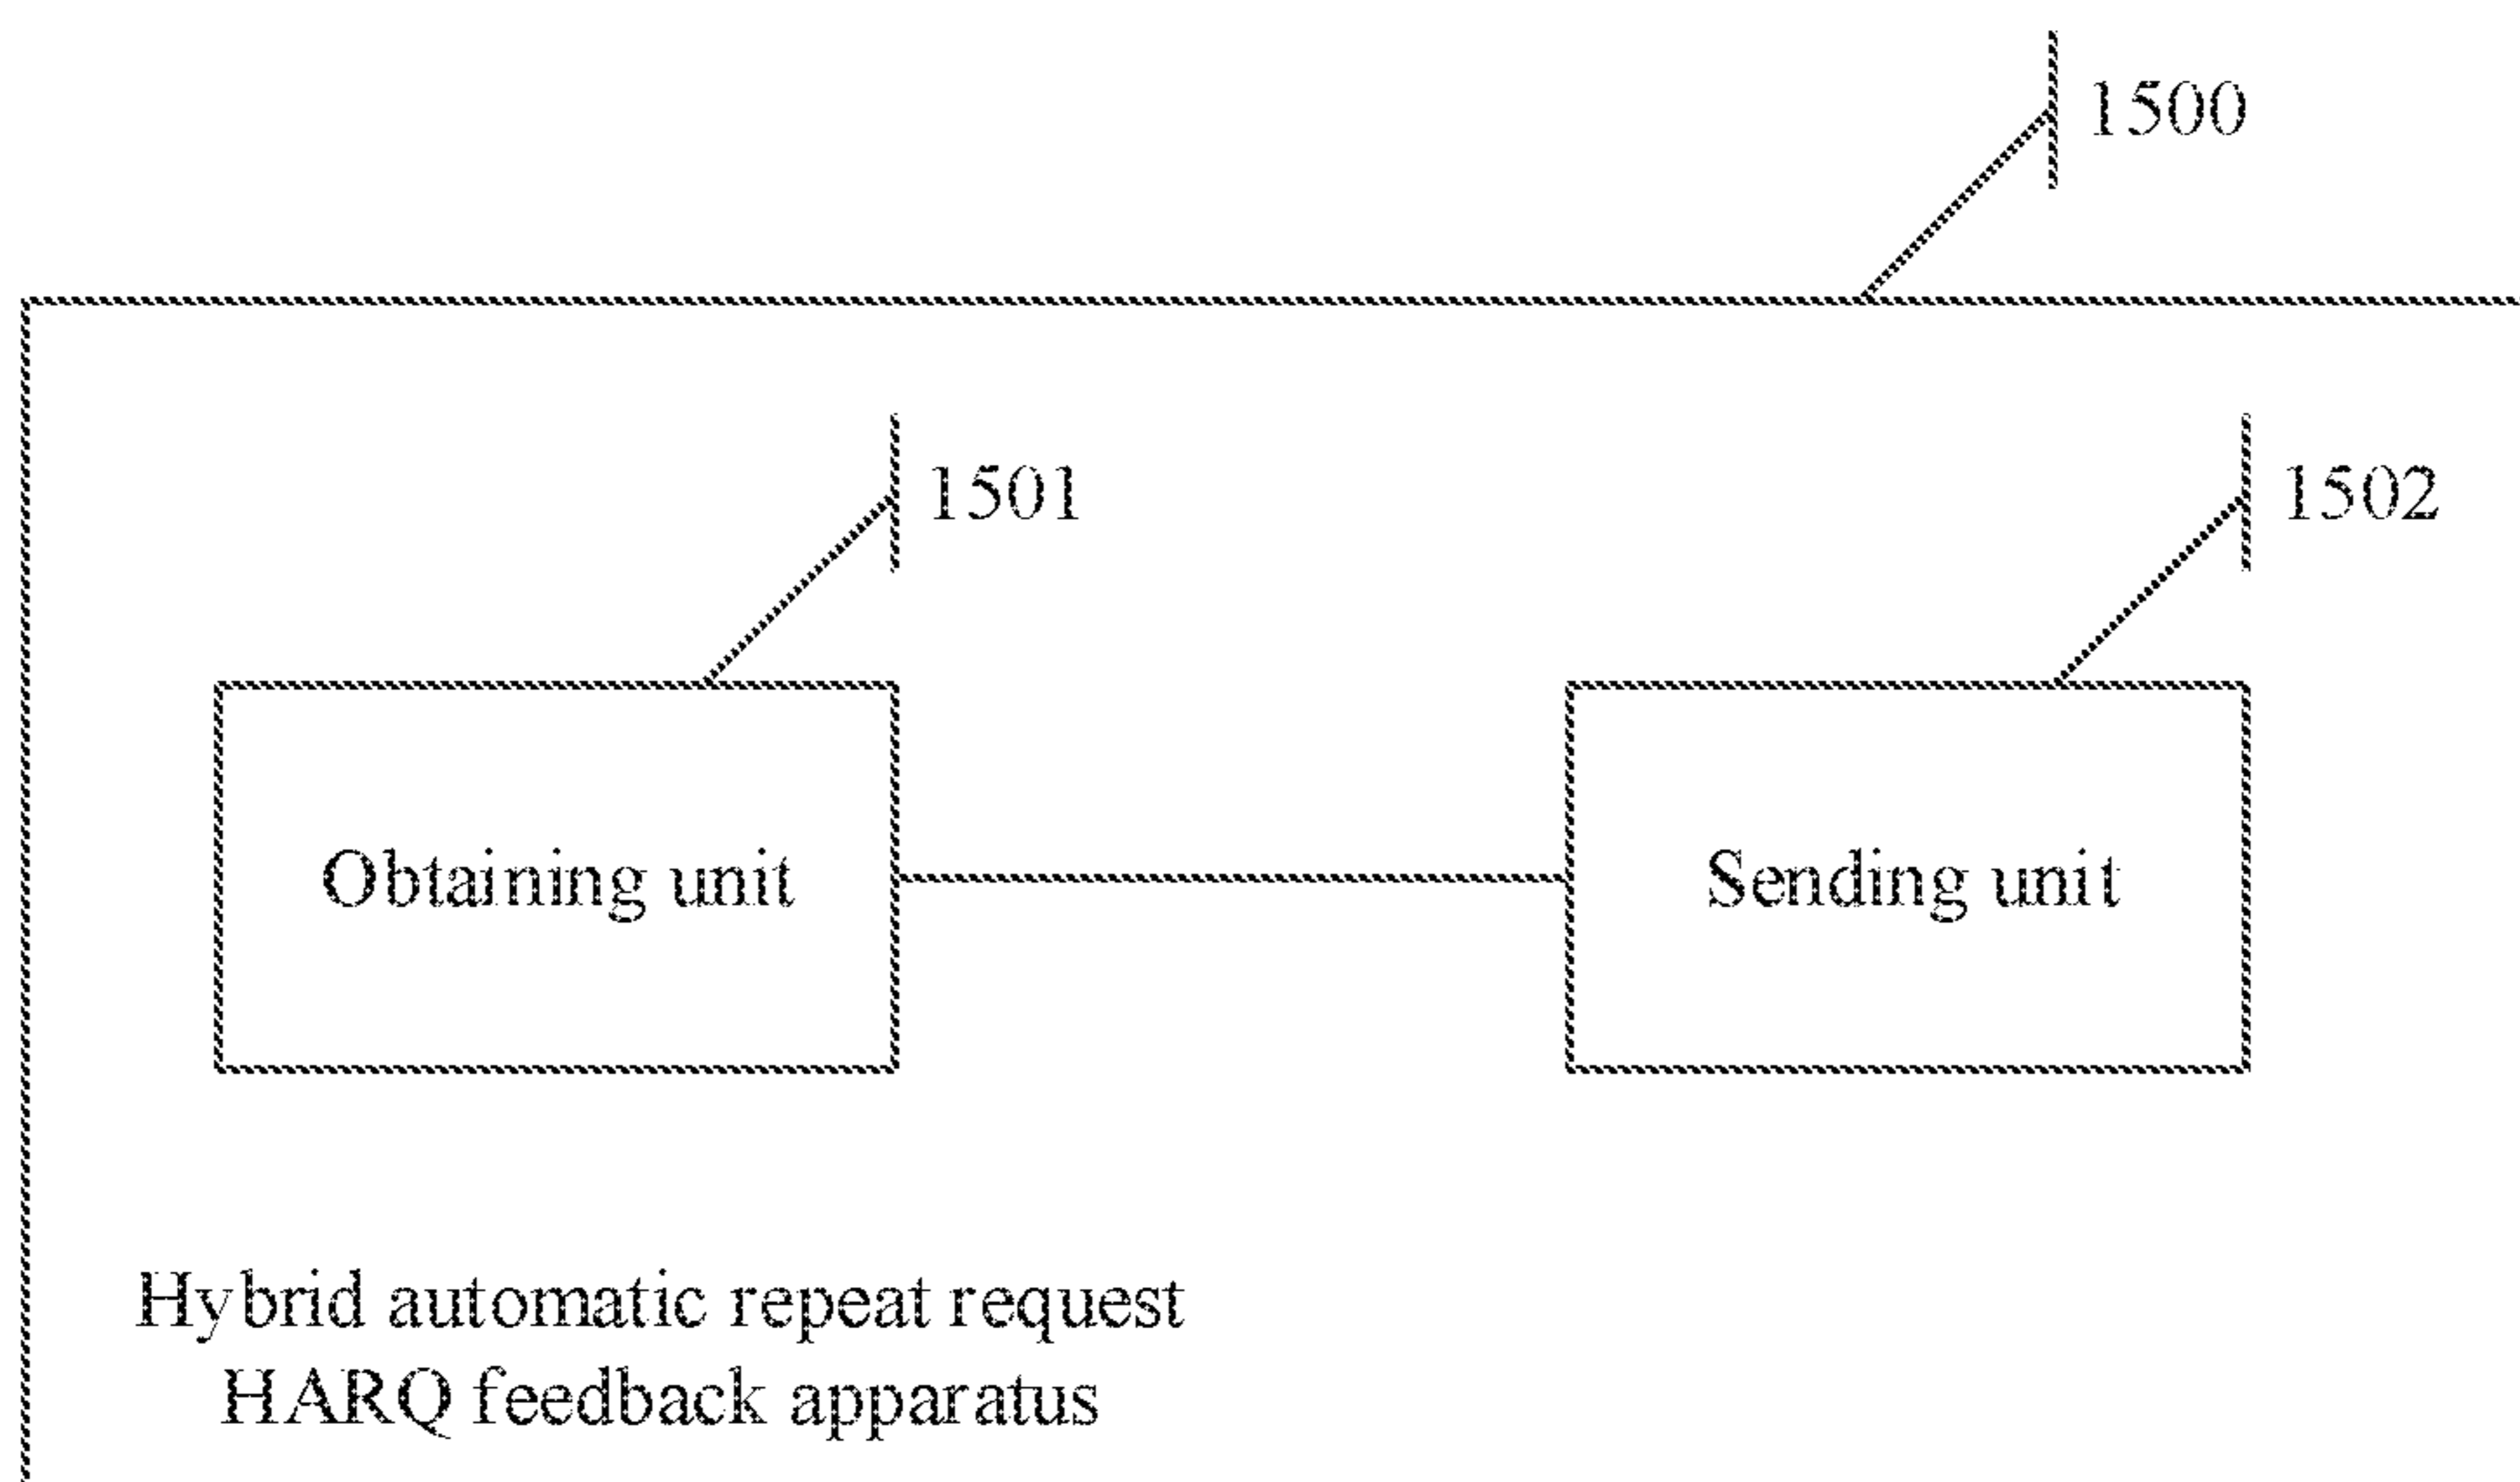 1500
1501
1502
Obtaining unit
Sending unit
Hybrid automatic repeat request
HARQ feedback apparatus